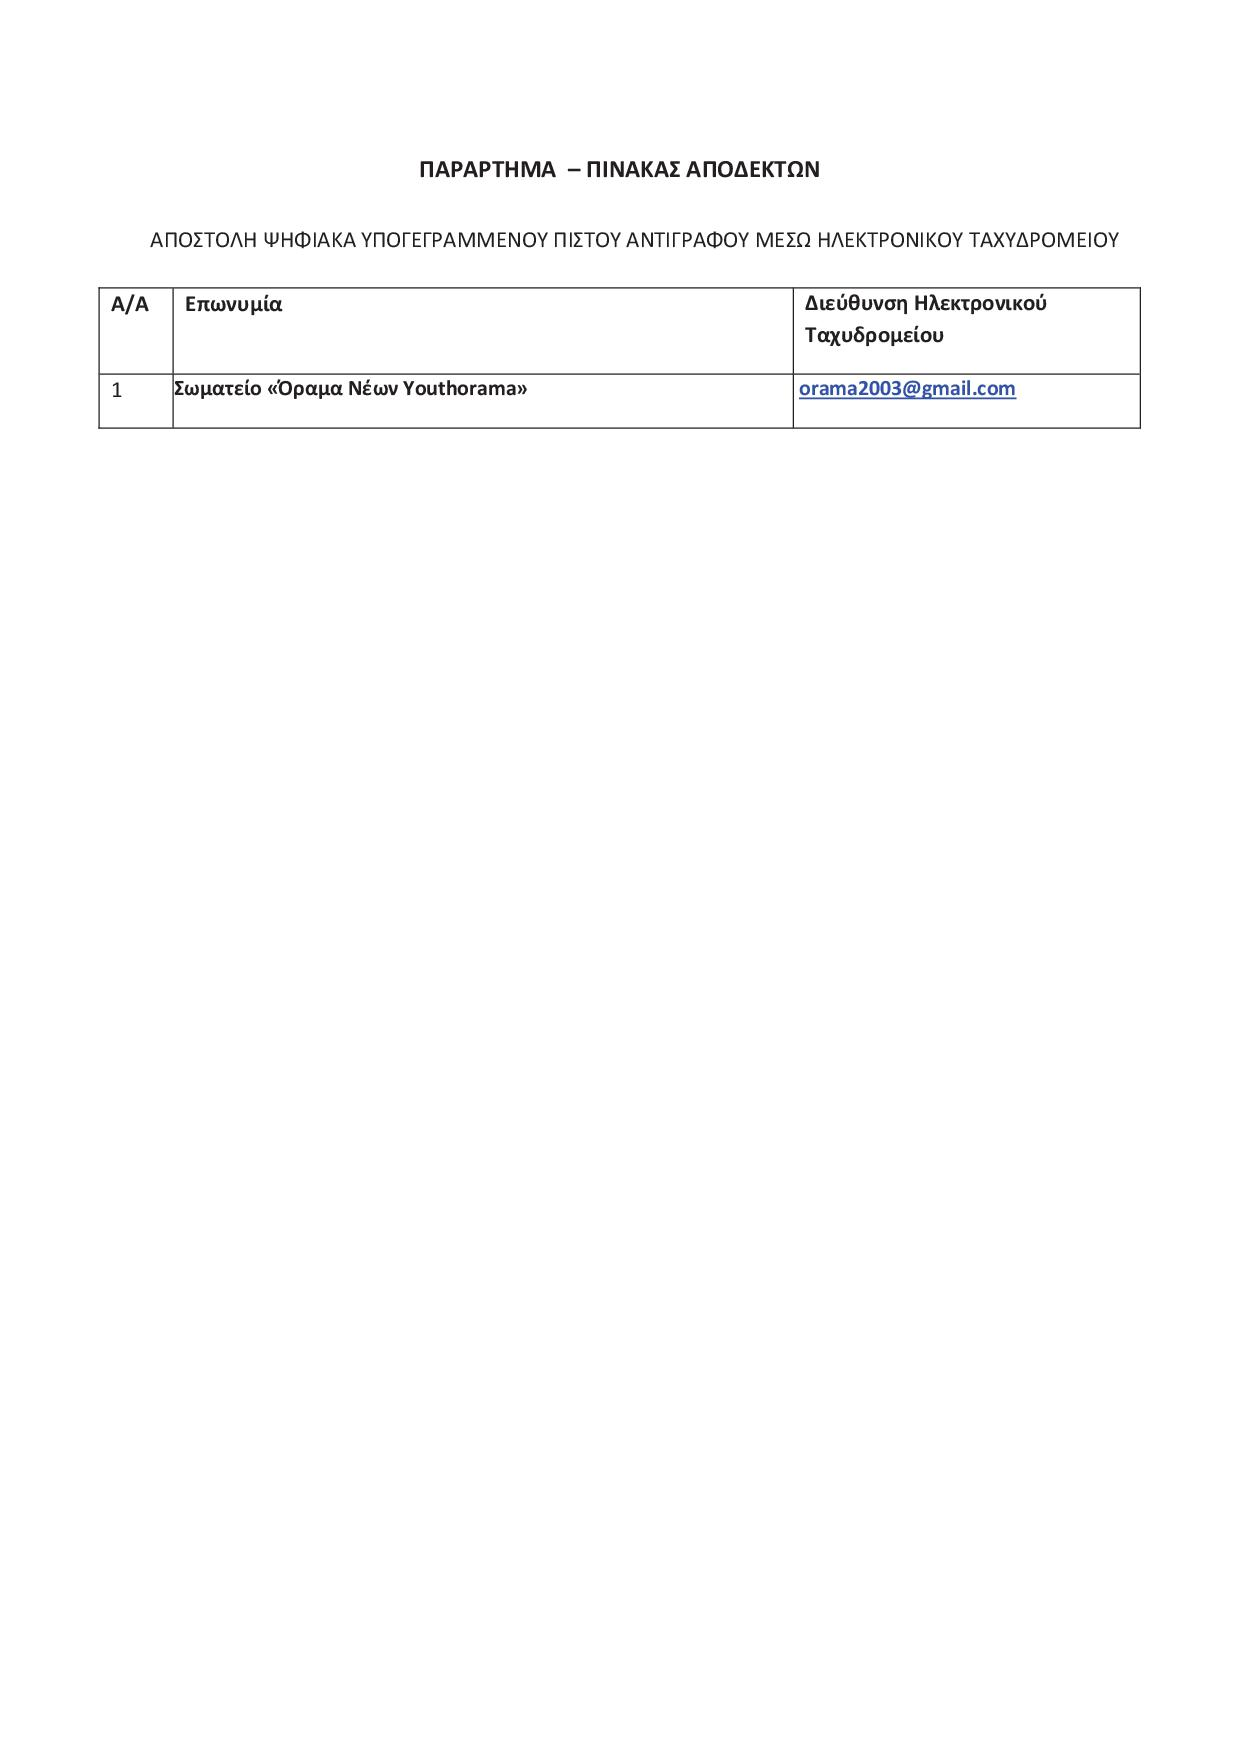 ΠΑΡΑΡΤΗΜΑ – ΠΙΝΑΚΑΣ ΑΠΟΔΕΚΤΩΝ
ΑΠΟΣΤΟΛΗ ΨΗΦΙΑΚΑ ΥΠΟΓΕΓΡΑΜΜΕΝΟΥ ΠΙΣΤΟΥ ΑΝΤΙΓΡΑΦΟΥ ΜΕΣΩ ΗΛΕΚΤΡΟΝΙΚΟΥ ΤΑΧΥΔΡΟΜΕΙΟΥ
Α/Α Επωνυμία Διεύθυνση Ηλεκτρονικού
Ταχυδρομείου
1 Σωματείο «Όραμα Νέων Youthorama» orama2003@gmail.com